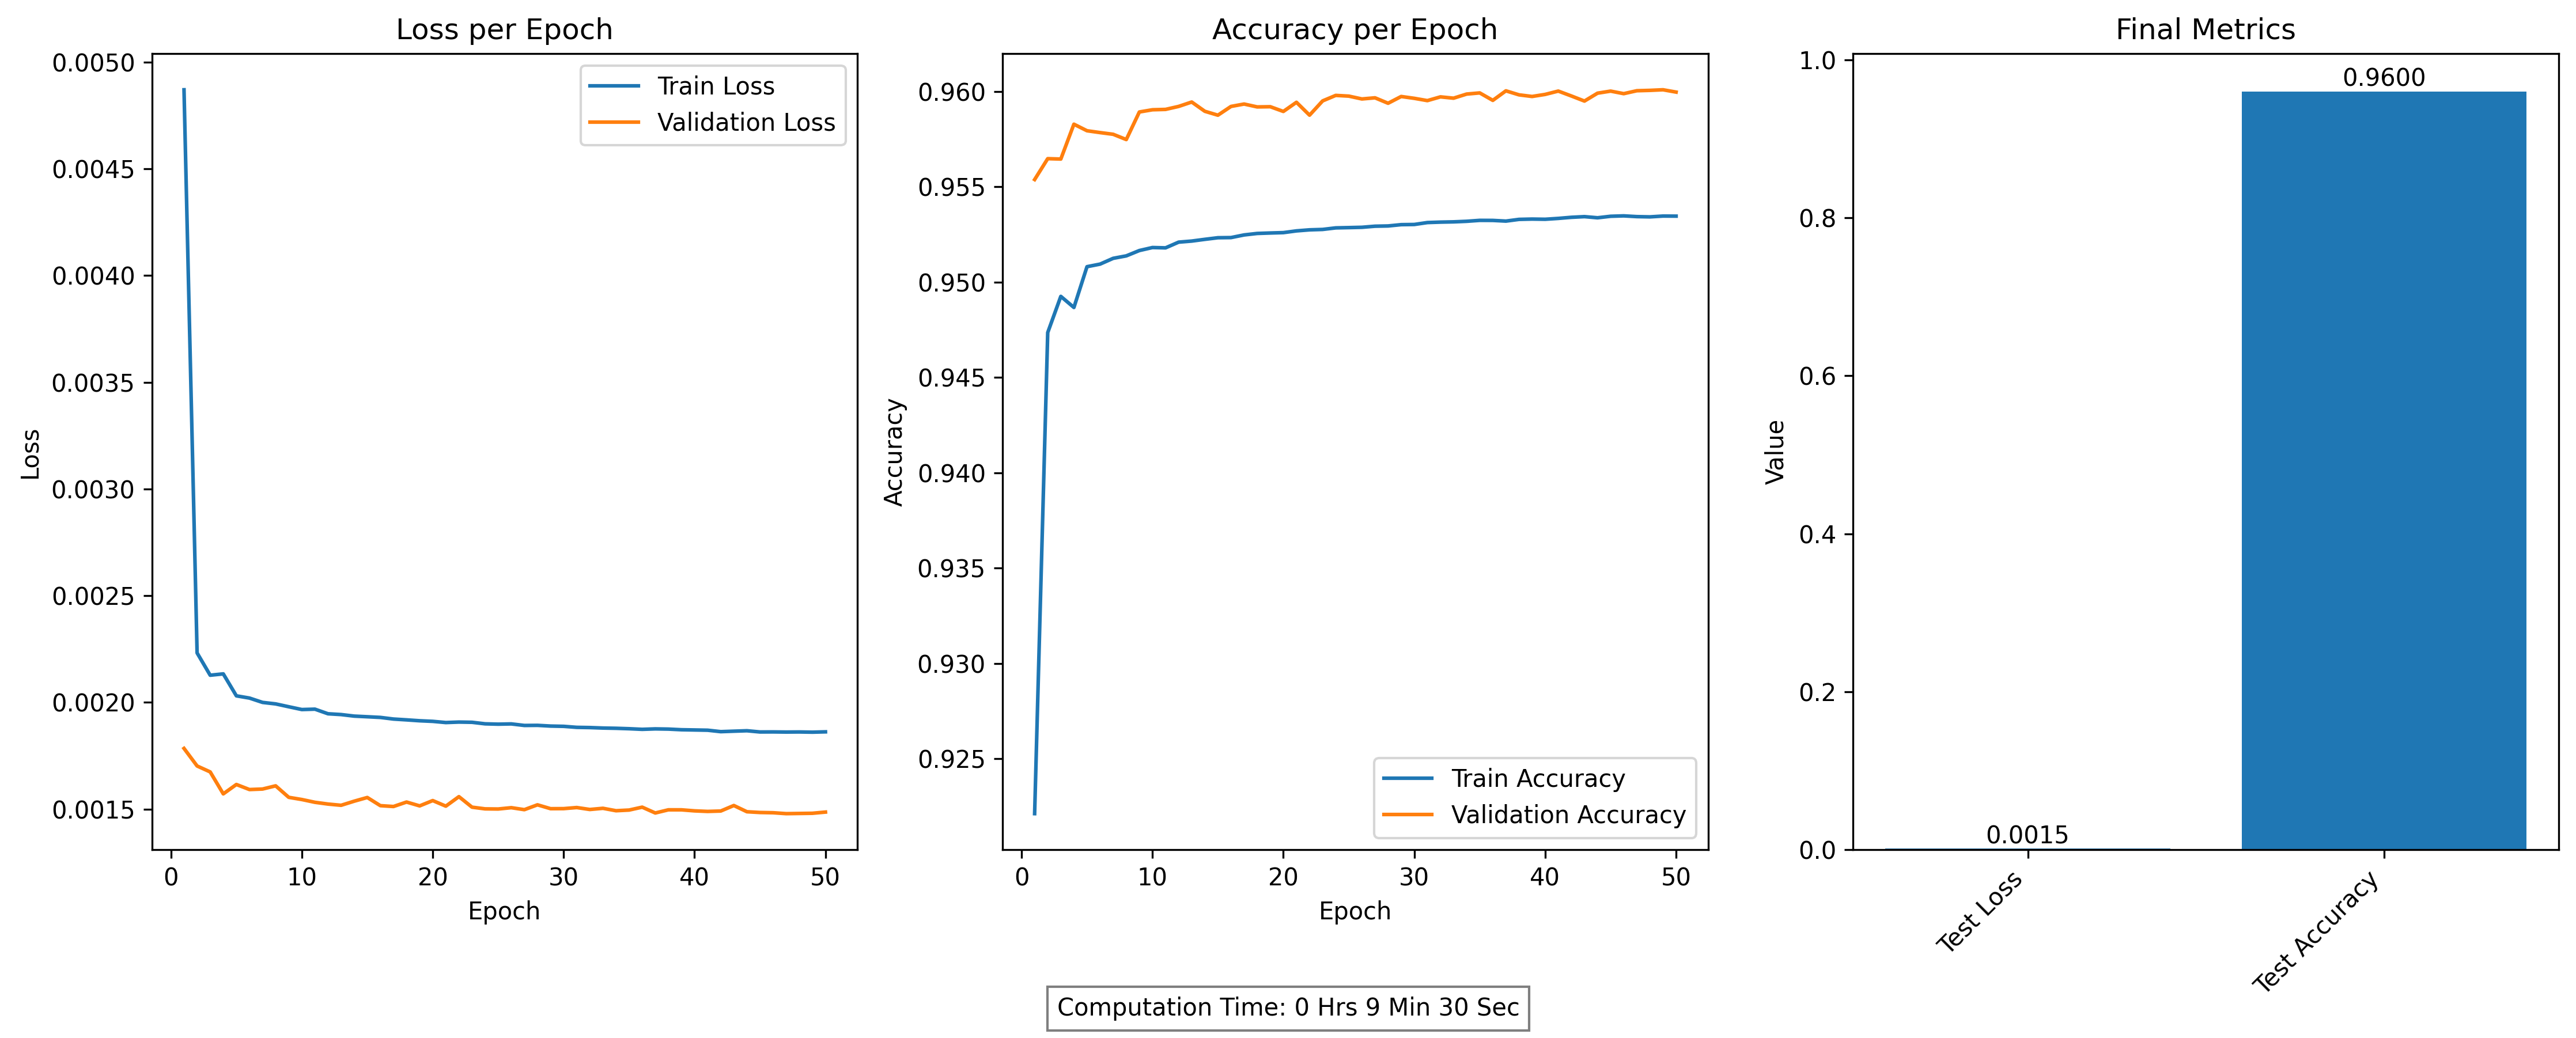 Loss per Epoch
0.0050
0.0045
0.0040
0.0035
0.0030
0.0025
0.0020
0.0015
Loss
0
10
20
30
40
50
Epoch
Train Loss
Validation Loss
Accuracy per Epoch
0.960
0.955
0.950
0.945
0.940
0.935
0.930
0.925
Accuracy
0
10
20
30
40
50
Epoch
Train Accuracy
Validation Accuracy
Final Metrics
1.0
0.8
0.6
0.4
0.2
0.0
Value
0.0015
0.9600
Test Loss
Test Accuracy
Computation Time: 0 Hrs 9 Min 30 Sec